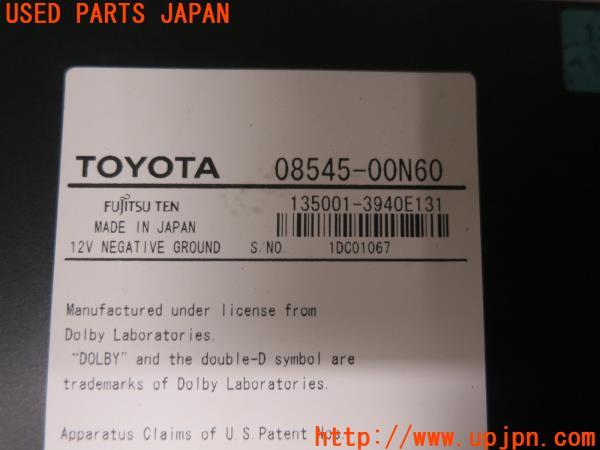 USED PARTS JAPAN
TOYOTA 08545-00N60
FUJITSU TEN 135001-3940E131
MADE IN JAPAN
12V NEGATIVE GROUND S/NO. 1DC01067
Manufactured under license from
Dolby Laboratories.
"DOLBY" and the double-D symbol are
trademarks of Dolby Laboratories.
Apparatus Claims of U.S.Patent Nos.
http://www.upjpn.com